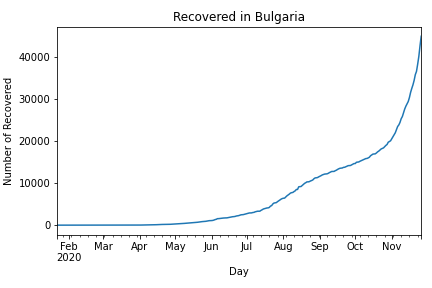 Recovered in Bulgaria
Number of Recovered
40000
30000
20000
10000
0
Feb Mar Apr May Jun Jul Aug Sep Oct Nov
2020
Day